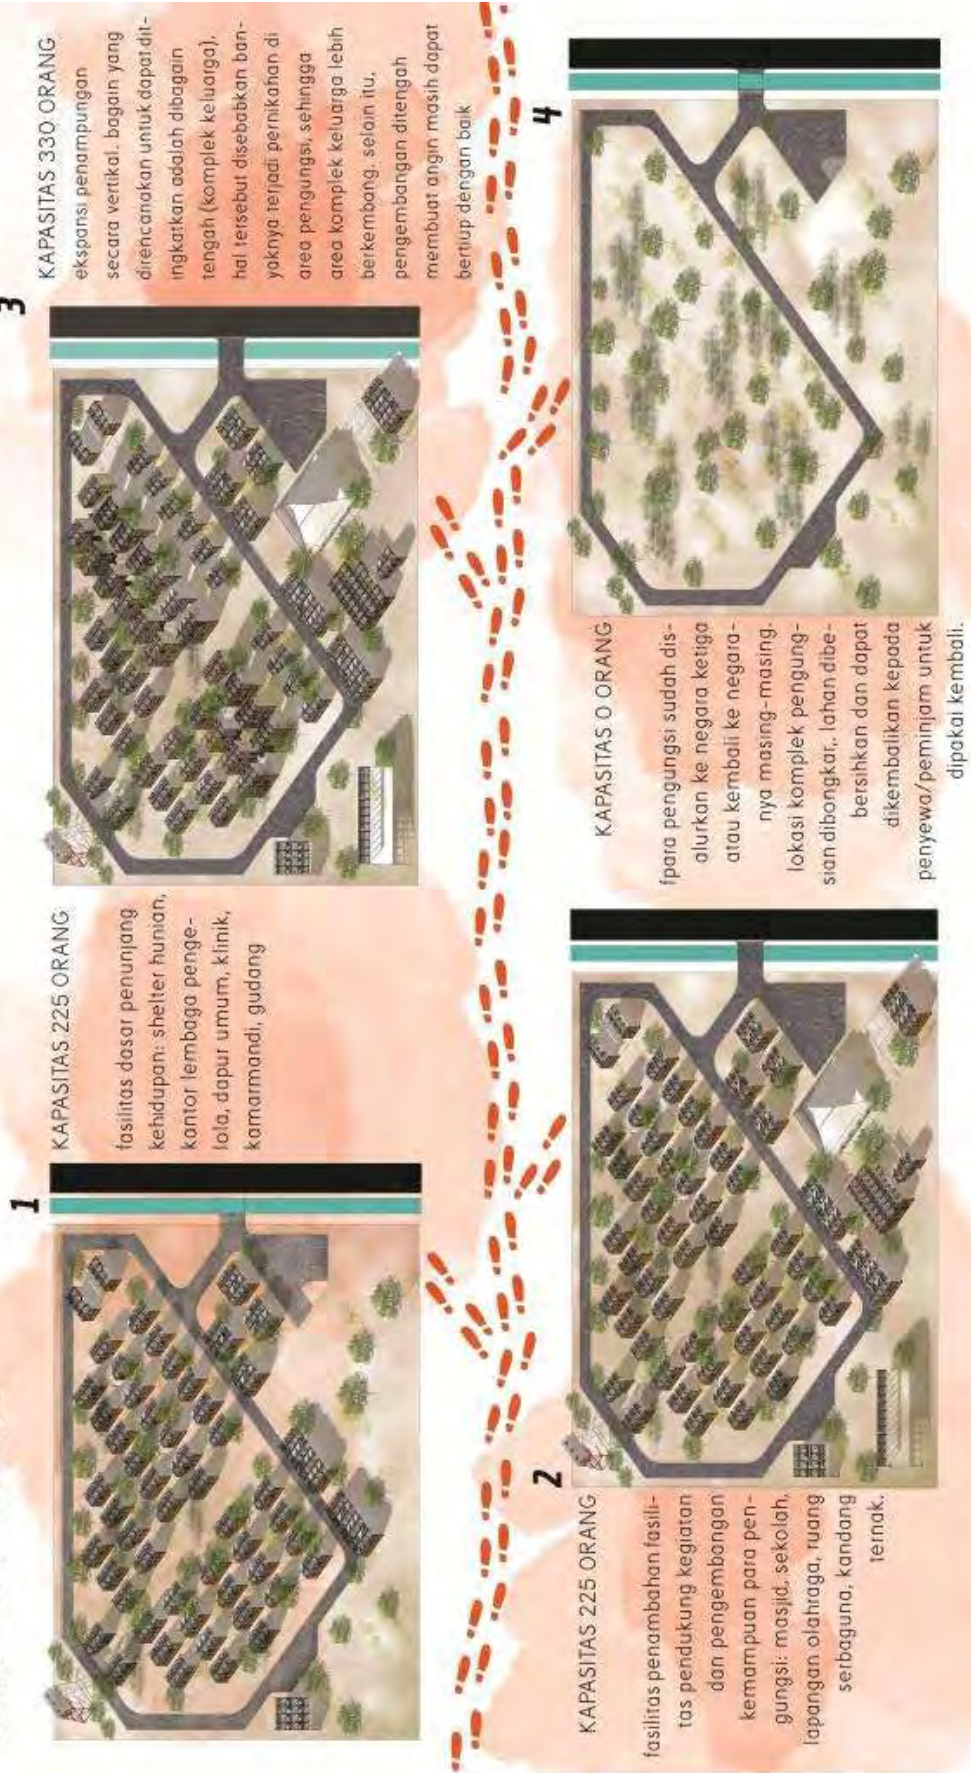 1
KAPASITAS 225 ORANG
fasilitas dasar penunjang
kehidupan: shelter hunian,
kantor lembaga penge-
lola, dapur umum, klinik,
kamarmandi, gudang
2
KAPASITAS 225 ORANG
fasilitas penambahan fasili-
tas pendukung kegiatan
dan pengembangan
kemampuan para pen-
gungsi: masjid, sekolah,
lapangan olahraga, ruang
serbaguna, kandang
ternak.
3
KAPASITAS 330 ORANG
ekspansi penampungan
secara vertikal. bagain yang
direncanakan untuk dapat dit-
ingkatkan adalah dibagain
tengah (komplek keluarga).
hal tersebut disebabkan ban-
yaknya terjadi pernikahan di
area pengungsi, sehingga
area komplek keluarga lebih
berkembang. selain itu,
pengembangan ditengah
membuat angin masih dapat
bertiup dengan baik
4
KAPASITAS 0 ORANG
fpara pengungsi sudah dis-
alurkan ke negara ketiga
atau kembali ke negara-
nya masing-masing.
lokasi komplek pengung-
sian dibongkar, lahan dibe-
bersihkan dan dapat
dikembalikan kepada
penyewa/peminjam untuk
dipakai kembali.